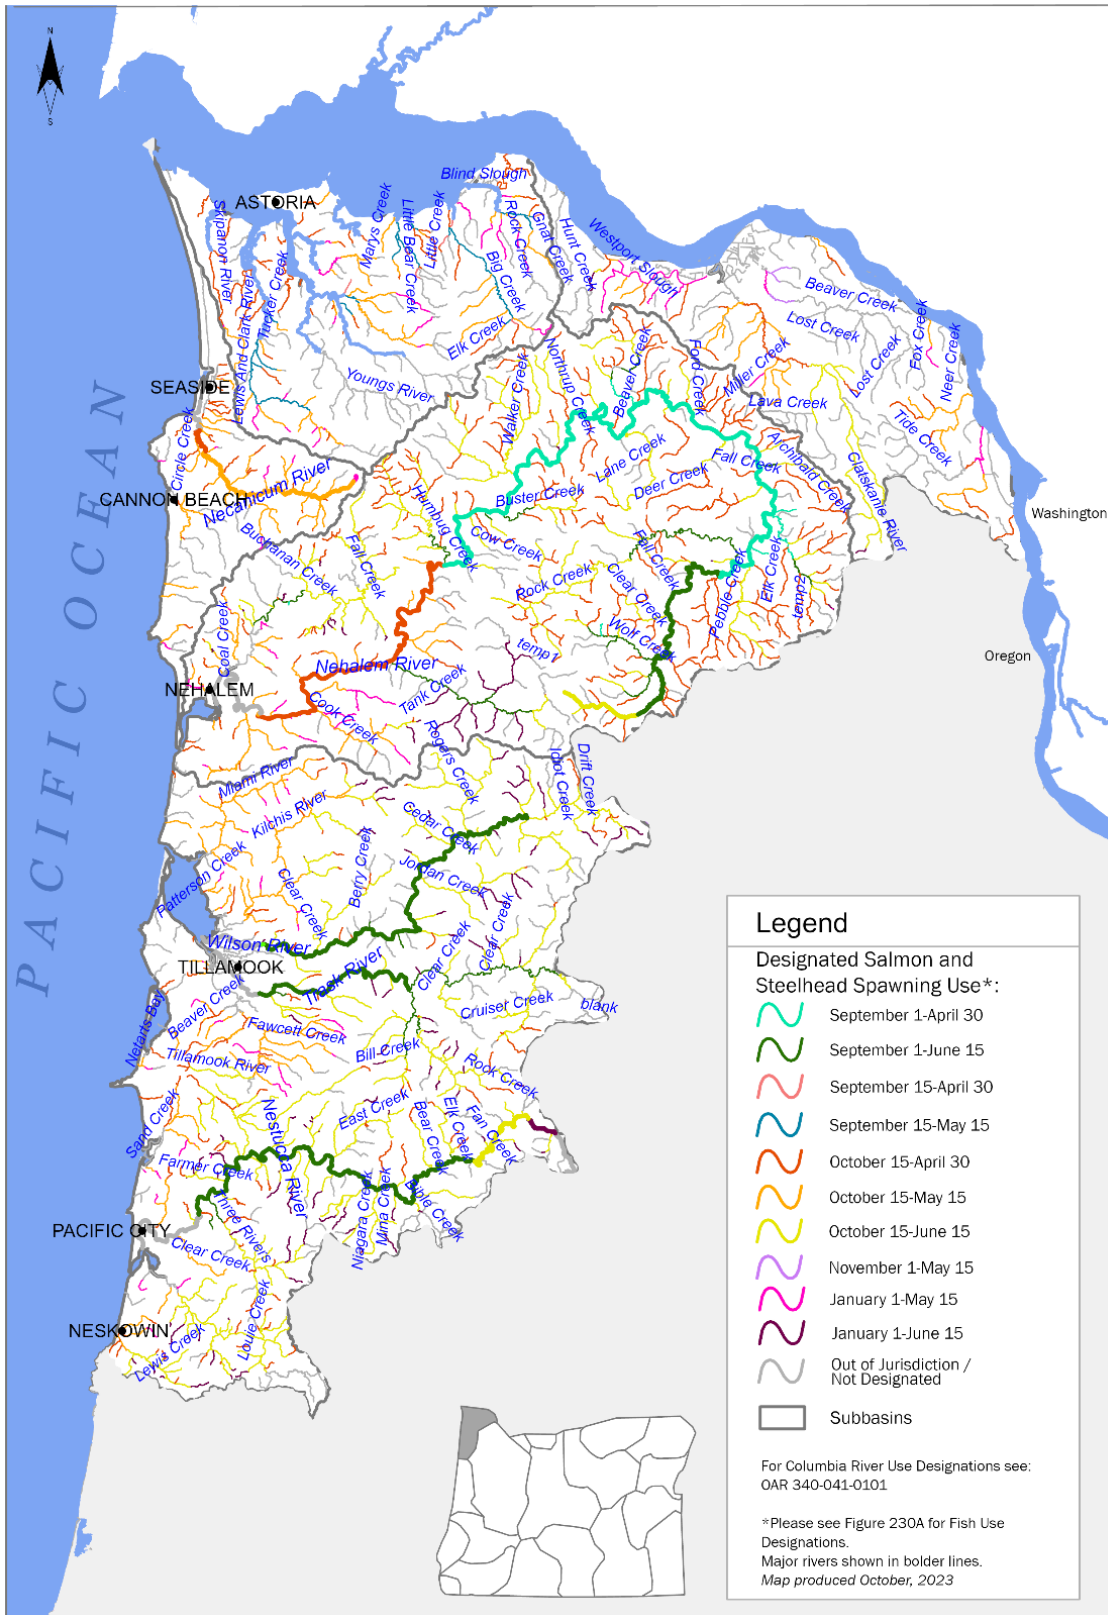 N
S
Blind Slough
ASTORIA
Skipanon River
Lewis And Clark River
Tucker Creek
Marys Creek
Little Bear Creek
Little Creek
Rock Creek
Big Creek
Gnat Creek
Hunt Creek
Westport Slough
Beaver Creek
Lost Creek
Lost Creek
Fox Creek
Neer Creek
Elk Creek
Youngs River
SEASIDE
Walker Creek
Northrup Creek
Beaver Creek
Ford Creek
Miller Creek
Lava Creek
Tide Creek
Archibald Creek
Clatskanie River
Circle Creek
CANNON BEACH
Necanicum River
Humbug Creek
Buster Creek
Lane Creek
Deer Creek
Fall Creek
Washington
Buchanan Creek
Fall Creek
Cow Creek
Rock Creek
Fall Creek
Clear Creek
Wolf Creek
Pebble Creek
Elk Creek
temp2
Coal Creek
temp1
Oregon
Nehalem River
NEHALEM
Tank Creek
Cook Creek
Rogers Creek
Idiot Creek
Drift Creek
PACIFIC OCEAN
Miami River
Kilchis River
Cedar Creek
Patterson Creek
Clear Creek
Berry Creek
Jordan Creek
Wilson River
TILLAMOOK
Trask River
Clear Creek
Clear Creek
Cruiser Creek
blank
Netarts Bay
Beaver Creek
Fawcett Creek
Tillamook River
Bill Creek
Rock Creek
Sand Creek
Nestucca River
East Creek
Bear Creek
Elk Creek
Fan Creek
Farmer Creek
Three Rivers
Niagara Creek
Mina Creek
Bible Creek
PACIFIC CITY
Clear Creek
NESKOWIN
Lewis Creek
Louie Creek
Legend
Designated Salmon and
Steelhead Spawning Use*:
September 1-April 30
September 1-June 15
September 15-April 30
September 15-May 15
October 15-April 30
October 15-May 15
October 15-June 15
November 1-May 15
January 1-May 15
January 1-June 15
Out of Jurisdiction /
Not Designated
Subbasins
For Columbia River Use Designations see:
OAR 340-041-0101
*Please see Figure 230A for Fish Use
Designations.
Major rivers shown in bolder lines.
Map produced October, 2023